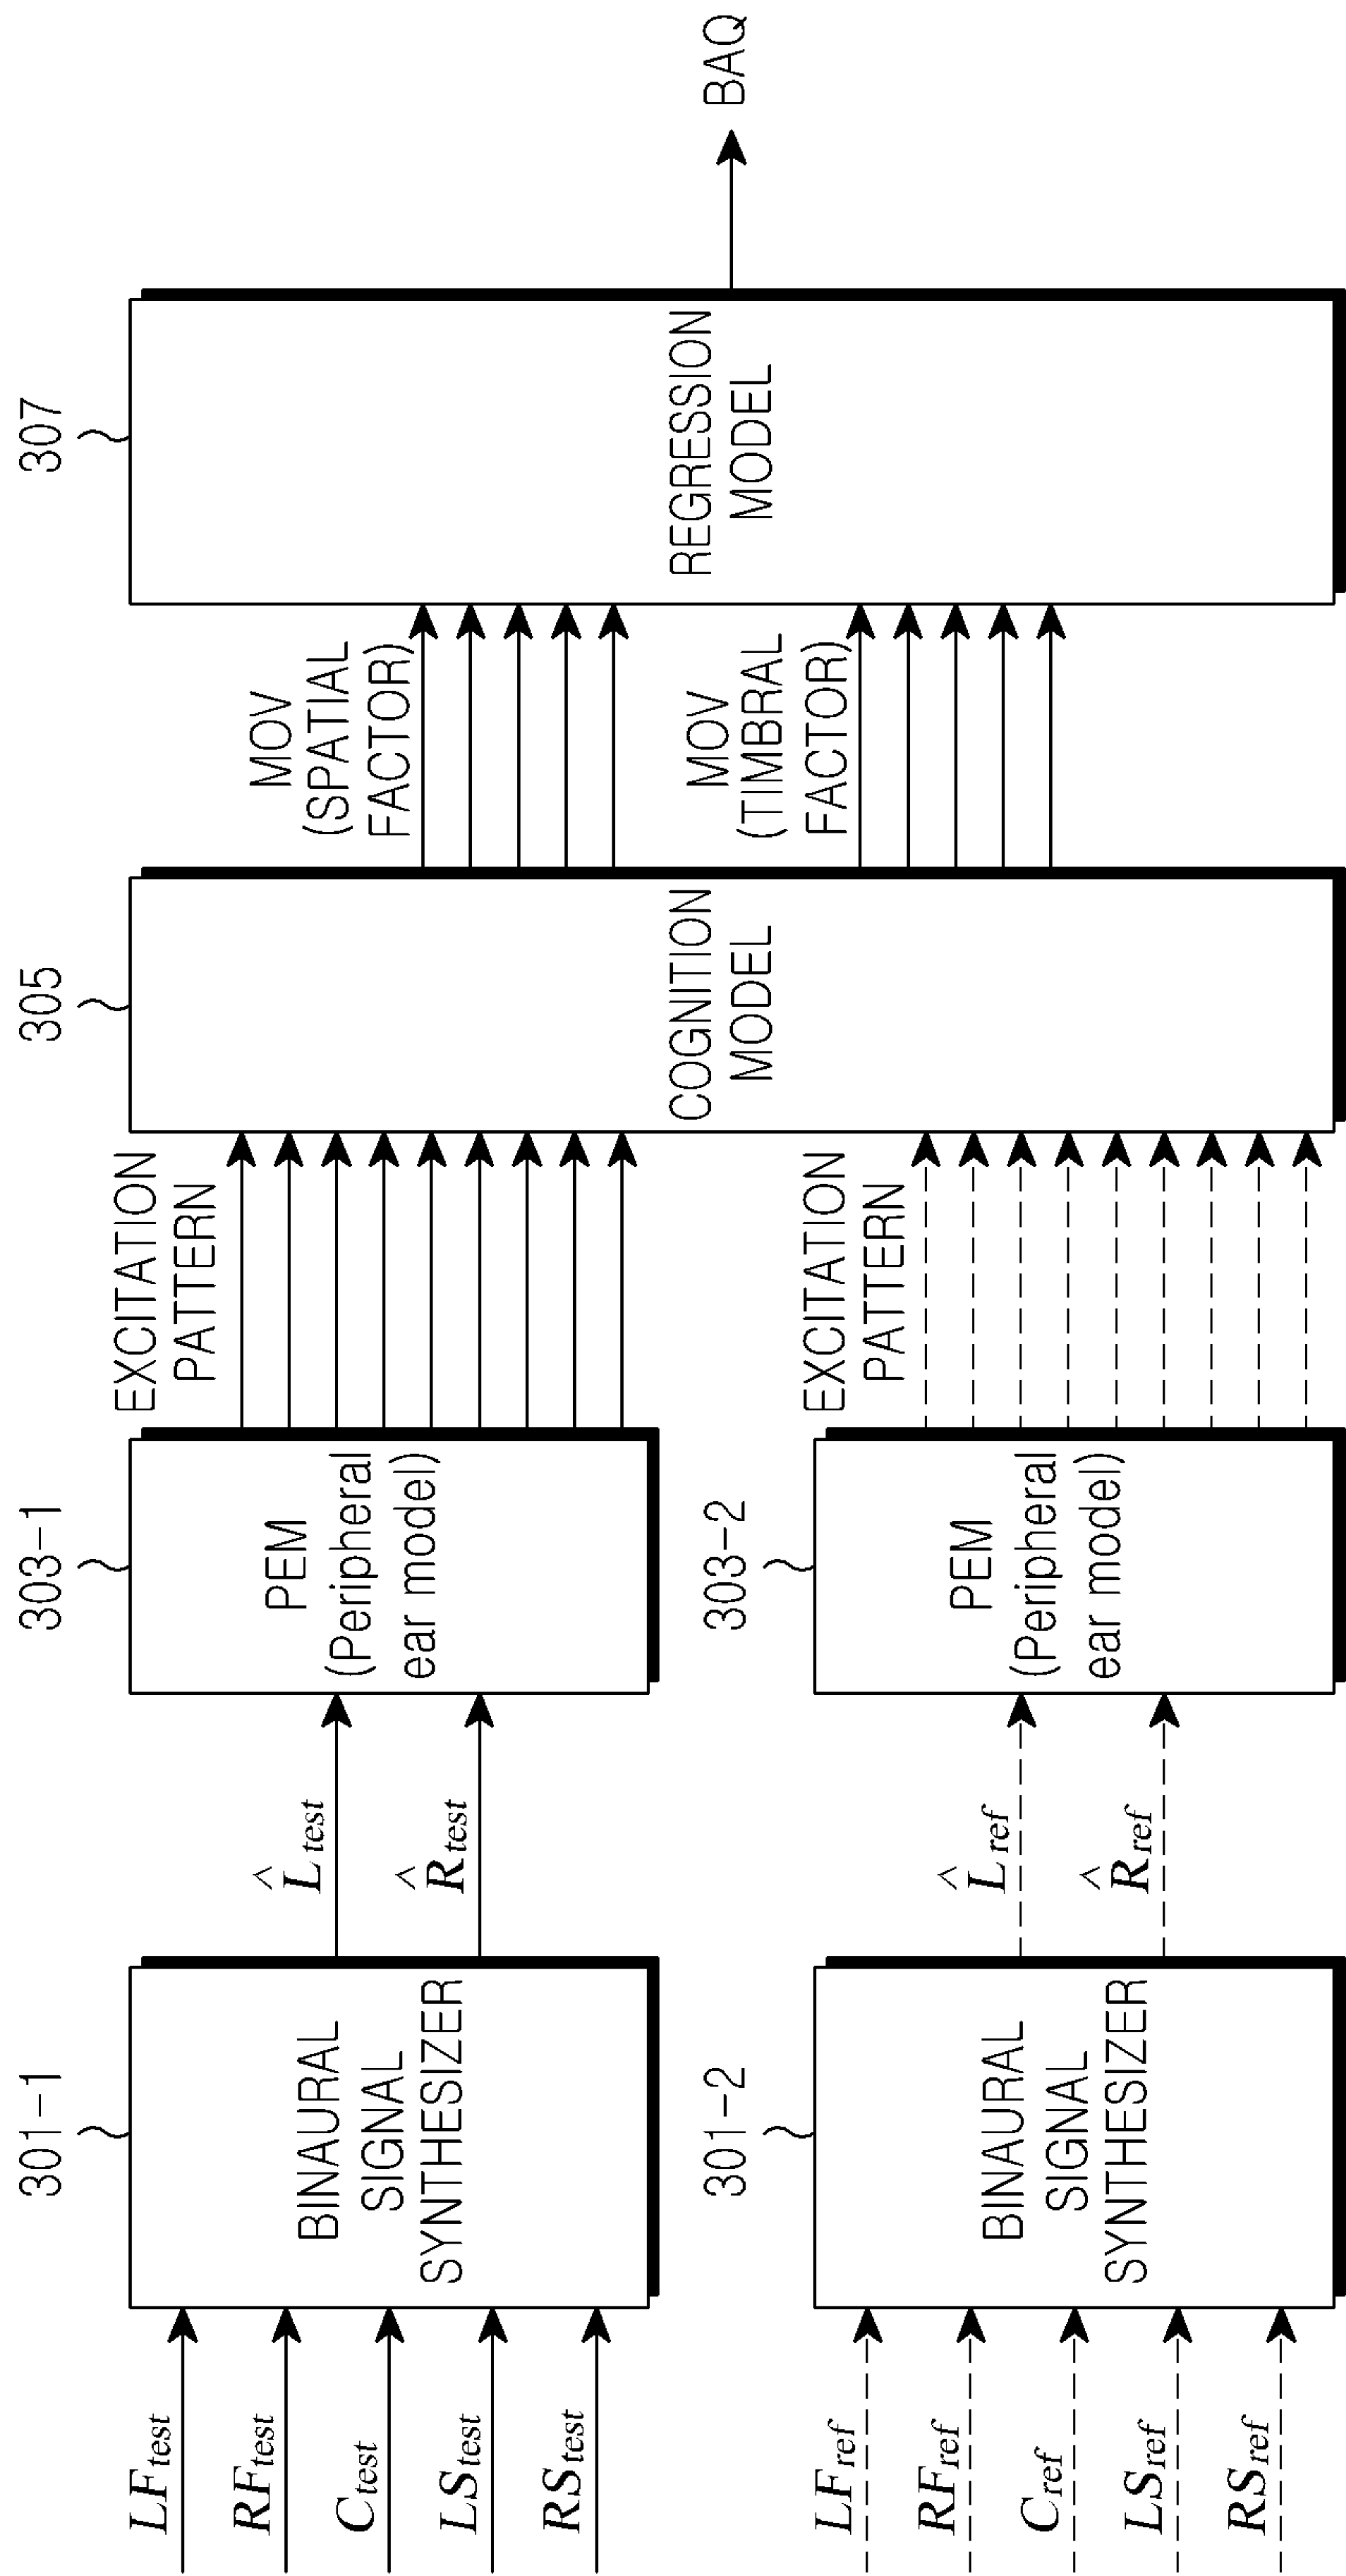 301-1
303-1
305
307
LFtest
RFtest
Ctest
LStest
RStest
BINAURAL
SIGNAL
SYNTHESIZER
L̂test
R̂test
PEM
(Peripheral
ear model)
EXCITATION
PATTERN
301-2
303-2
LFref
RFref
Cref
LSref
RSref
BINAURAL
SIGNAL
SYNTHESIZER
L̂ref
R̂ref
PEM
(Peripheral
ear model)
EXCITATION
PATTERN
COGNITION
MODEL
MOV
(SPATIAL
FACTOR)
MOV
(TIMBRAL
FACTOR)
REGRESSION
MODEL
BAQ